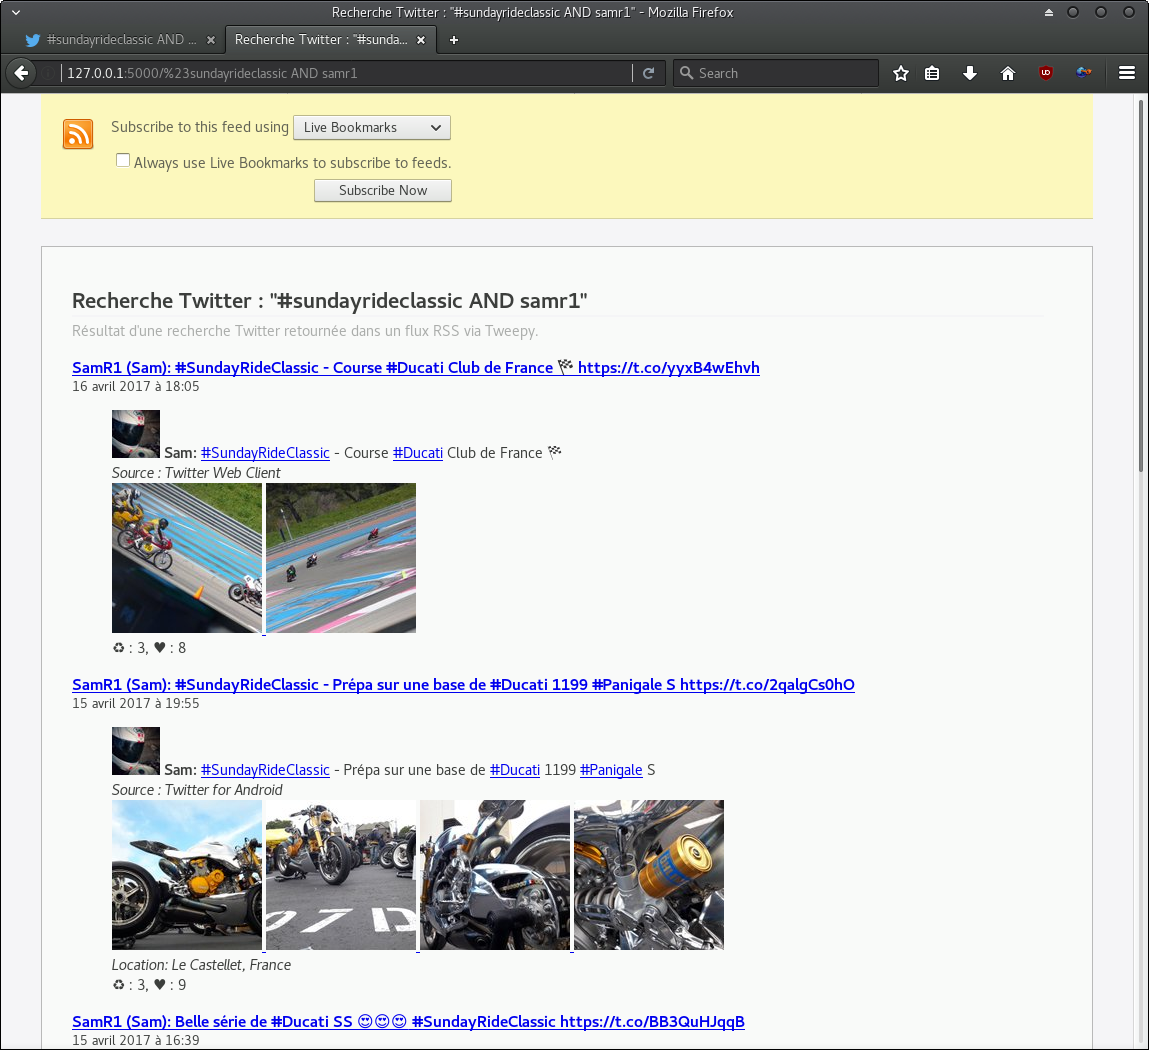 Recherche Twitter : "#sundayrideclassic AND samr1" - Mozilla Firefox
#sundayrideclassic AND ...
Recherche Twitter : "#sunda...
127.0.0.1:5000/%23sundayrideclassic AND samr1
Search
Subscribe to this feed using Live Bookmarks
Always use Live Bookmarks to subscribe to feeds.
Subscribe Now
Recherche Twitter : "#sundayrideclassic AND samr1"
Résultat d'une recherche Twitter retournée dans un flux RSS via Tweepy.
SamR1 (Sam): #SundayRideClassic - Course #Ducati Club de France 🏁 https://t.co/yyxB4wEhvh
16 avril 2017 à 18:05
Sam: #SundayRideClassic - Course #Ducati Club de France 🏁
Source : Twitter Web Client
♻ : 3, ♥ : 8
SamR1 (Sam): #SundayRideClassic - Prépa sur une base de #Ducati 1199 #Panigale S https://t.co/2qalgCs0hO
15 avril 2017 à 19:55
Sam: #SundayRideClassic - Prépa sur une base de #Ducati 1199 #Panigale S
Source : Twitter for Android
Location: Le Castellet, France
♻ : 3, ♥ : 9
SamR1 (Sam): Belle série de #Ducati SS 😍😍😍 #SundayRideClassic https://t.co/BB3QuHJqqB
15 avril 2017 à 16:39